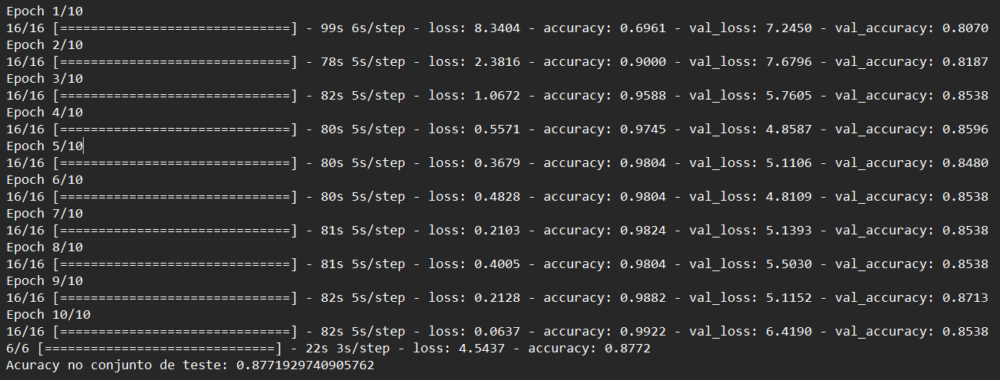 Epoch 1/10
16/16 [==============================] - 99s 6s/step - loss: 8.3404 - accuracy: 0.6961 - val_loss: 7.2450 - val_accuracy: 0.8070
Epoch 2/10
16/16 [==============================] - 78s 5s/step - loss: 2.3816 - accuracy: 0.9000 - val_loss: 7.6796 - val_accuracy: 0.8187
Epoch 3/10
16/16 [==============================] - 82s 5s/step - loss: 1.0672 - accuracy: 0.9588 - val_loss: 5.7605 - val_accuracy: 0.8538
Epoch 4/10
16/16 [==============================] - 80s 5s/step - loss: 0.5571 - accuracy: 0.9745 - val_loss: 4.8587 - val_accuracy: 0.8596
Epoch 5/10
16/16 [==============================] - 80s 5s/step - loss: 0.3679 - accuracy: 0.9804 - val_loss: 5.1106 - val_accuracy: 0.8480
Epoch 6/10
16/16 [==============================] - 80s 5s/step - loss: 0.4828 - accuracy: 0.9804 - val_loss: 4.8109 - val_accuracy: 0.8538
Epoch 7/10
16/16 [==============================] - 81s 5s/step - loss: 0.2103 - accuracy: 0.9824 - val_loss: 5.1393 - val_accuracy: 0.8538
Epoch 8/10
16/16 [==============================] - 81s 5s/step - loss: 0.4005 - accuracy: 0.9804 - val_loss: 5.5030 - val_accuracy: 0.8538
Epoch 9/10
16/16 [==============================] - 82s 5s/step - loss: 0.2128 - accuracy: 0.9882 - val_loss: 5.1152 - val_accuracy: 0.8713
Epoch 10/10
16/16 [==============================] - 82s 5s/step - loss: 0.0637 - accuracy: 0.9922 - val_loss: 6.4190 - val_accuracy: 0.8538
6/6 [==============================] - 22s 3s/step - loss: 4.5437 - accuracy: 0.8772
Acuracy no conjunto de teste: 0.8771929740905762